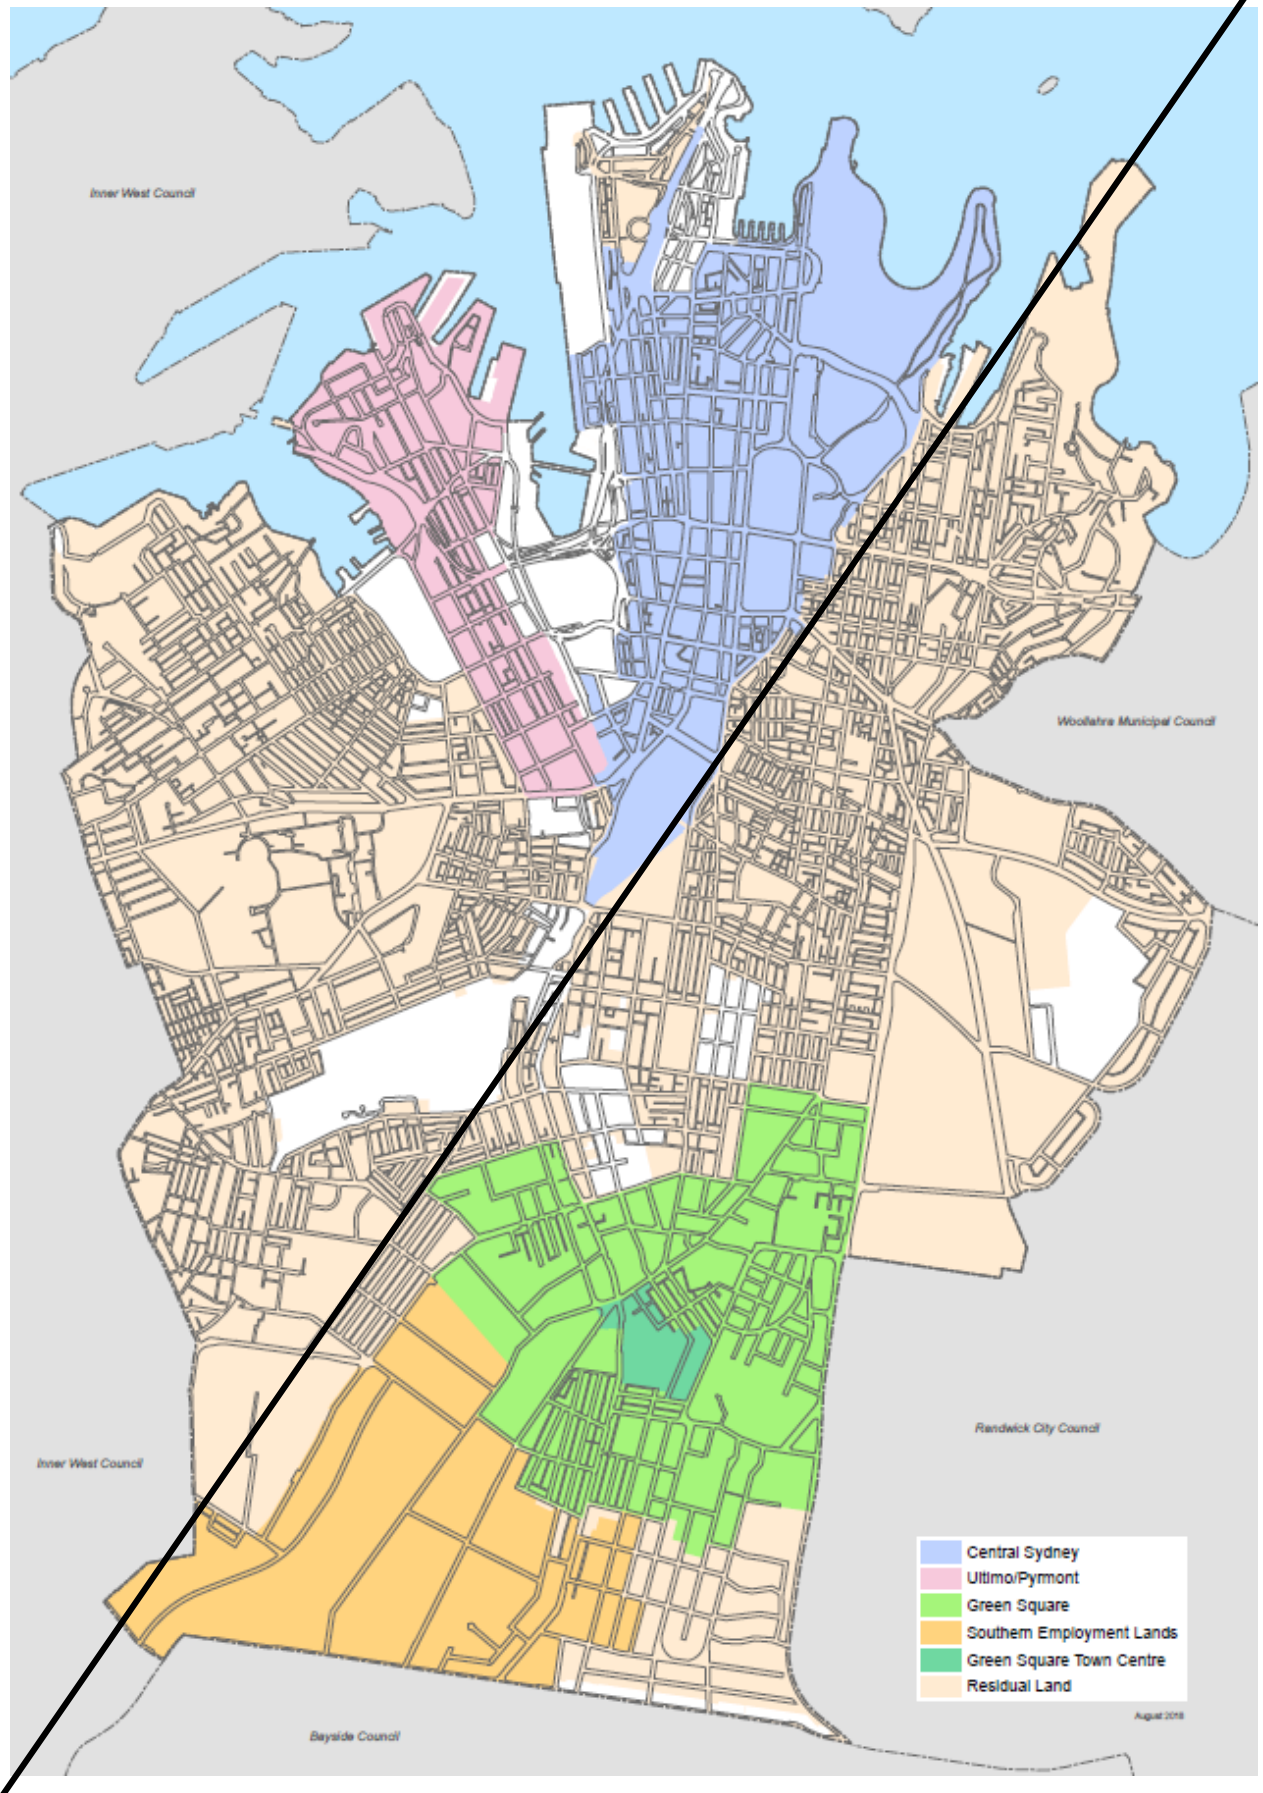 Inner West Council
Woollahra Municipal Council
Randwick City Council
Inner West Council
Central Sydney
Ultimo/Pyrmont
Green Square
Southern Employment Lands
Green Square Town Centre
Residual Land
August 2018
Bayside Council